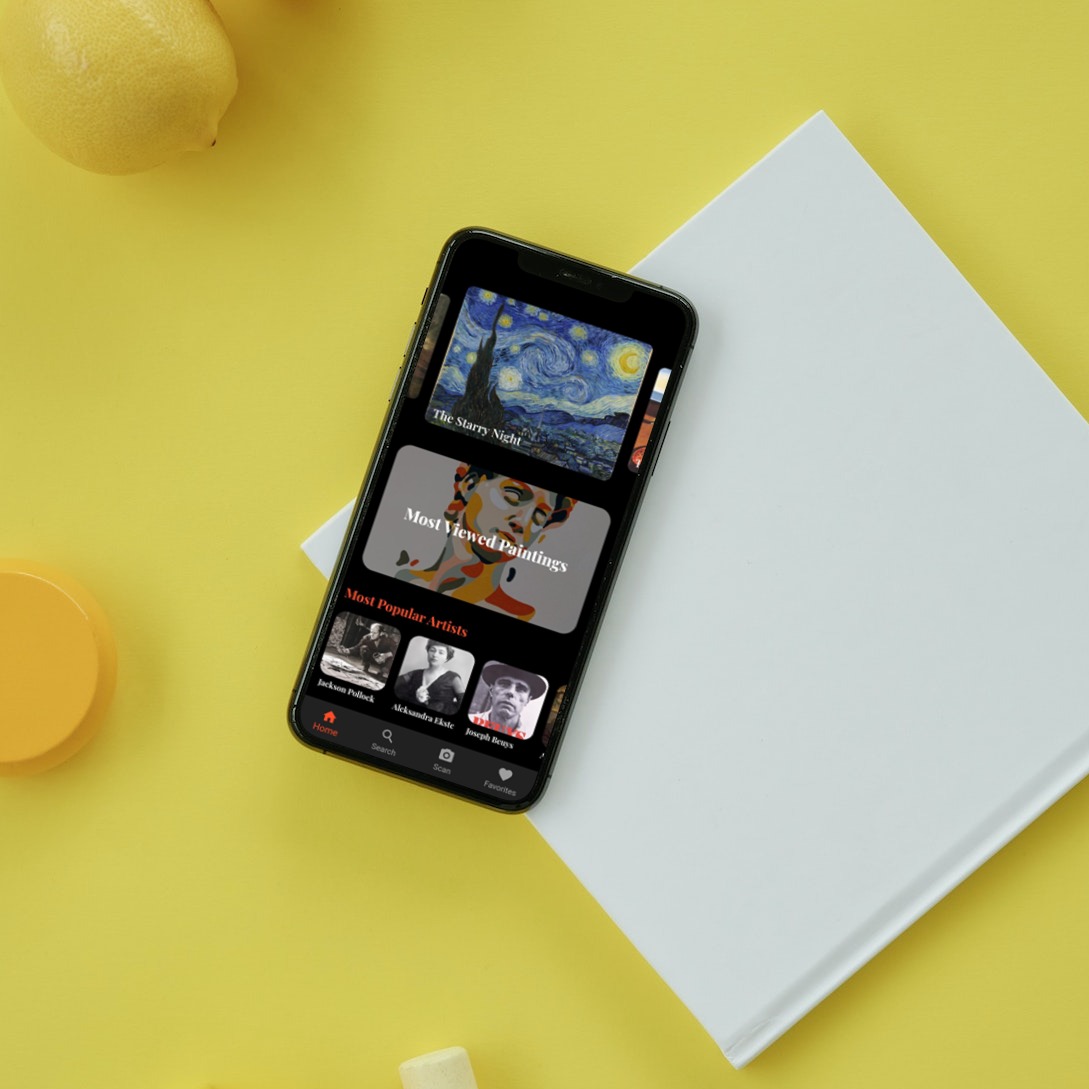 The Starry Night
Most Viewed Paintings
Most Popular Artists
Jackson Pollock
Aleksandra Ekste
Joseph Beuys
Home
Search
Scan
Favorites